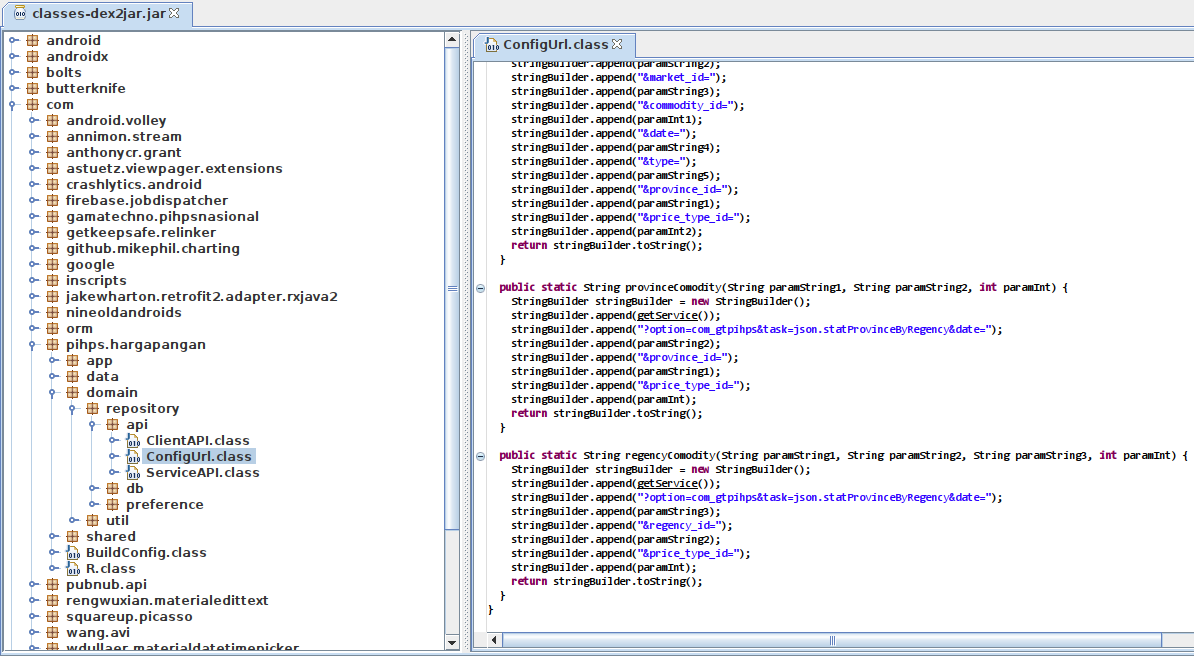 classes-dex2jar.jar
android
androidx
bolts
butterknife
com
android.volley
annimon.stream
anthonycr.grant
astuetz.viewpager.extensions
crashlytics.android
firebase.jobdispatcher
gamatechno.pihpsnasional
getkeepsafe.relinker
github.mikephil.charting
google
inscripts
jakewharton.retrofit2.adapter.rxjava2
nineoldandroids
orm
pihps.hargapangan
app
data
domain
repository
api
ClientAPI.class
ConfigUrl.class
ServiceAPI.class
db
preference
util
shared
BuildConfig.class
R.class
pubnub.api
rengwuxian.materialedittext
squareup.picasso
wang.avi
wdullaer.materialdatetimepicker
ConfigUrl.class
stringBuilder.append(paramString2);
stringBuilder.append("&market_id=");
stringBuilder.append(paramString3);
stringBuilder.append("&commodity_id=");
stringBuilder.append(paramInt1);
stringBuilder.append("&date=");
stringBuilder.append(paramString4);
stringBuilder.append("&type=");
stringBuilder.append(paramString5);
stringBuilder.append("&province_id=");
stringBuilder.append(paramString1);
stringBuilder.append("&price_type_id=");
stringBuilder.append(paramInt2);
return stringBuilder.toString();
}
public static String provinceComodity(String paramString1, String paramString2, int paramInt) {
StringBuilder stringBuilder = new StringBuilder();
stringBuilder.append(getService());
stringBuilder.append("?option=com_gtpihps&task=json.statProvinceByRegency&date=");
stringBuilder.append(paramString2);
stringBuilder.append("&province_id=");
stringBuilder.append(paramString1);
stringBuilder.append("&price_type_id=");
stringBuilder.append(paramInt);
return stringBuilder.toString();
}
public static String regencyComodity(String paramString1, String paramString2, String paramString3, int paramInt) {
StringBuilder stringBuilder = new StringBuilder();
stringBuilder.append(getService());
stringBuilder.append("?option=com_gtpihps&task=json.statProvinceByRegency&date=");
stringBuilder.append(paramString3);
stringBuilder.append("&regency_id=");
stringBuilder.append(paramString2);
stringBuilder.append("&price_type_id=");
stringBuilder.append(paramInt);
return stringBuilder.toString();
}
}